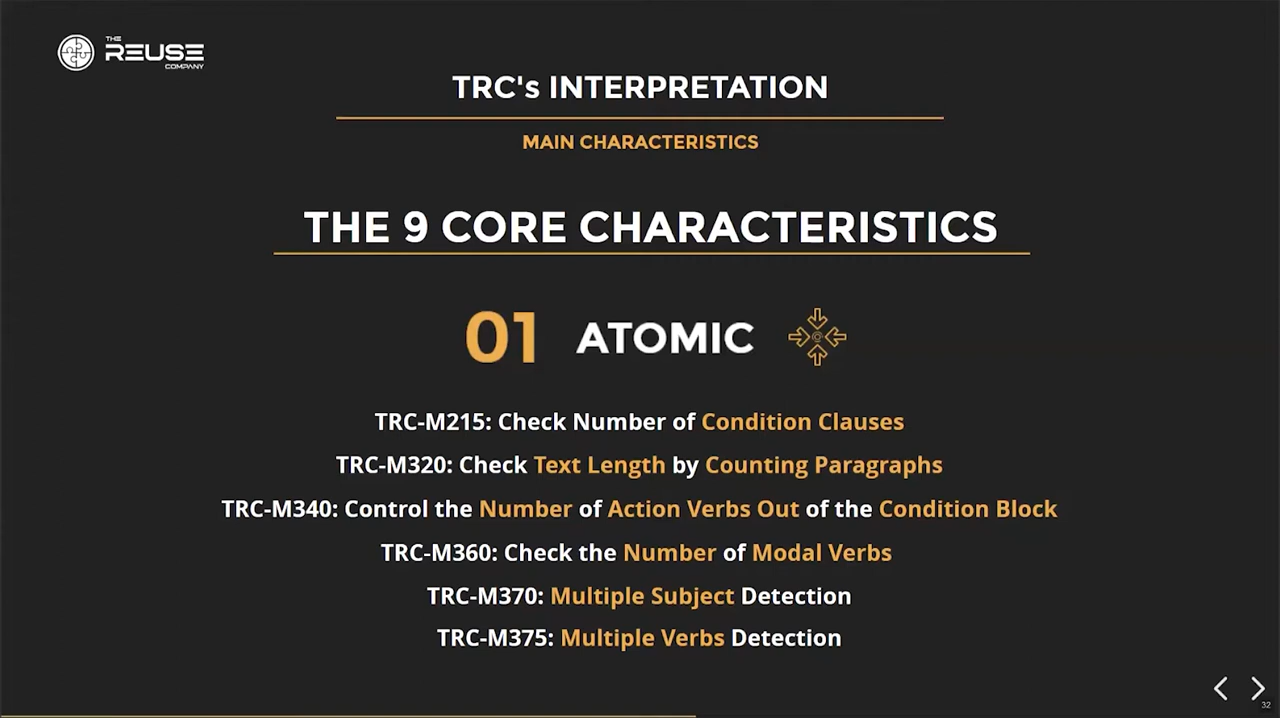 THE
REUSE
COMPANY
TRC's INTERPRETATION
MAIN CHARACTERISTICS
THE 9 CORE CHARACTERISTICS
01 ATOMIC
TRC-M215: Check Number of Condition Clauses
TRC-M320: Check Text Length by Counting Paragraphs
TRC-M340: Control the Number of Action Verbs Out of the Condition Block
TRC-M360: Check the Number of Modal Verbs
TRC-M370: Multiple Subject Detection
TRC-M375: Multiple Verbs Detection
32